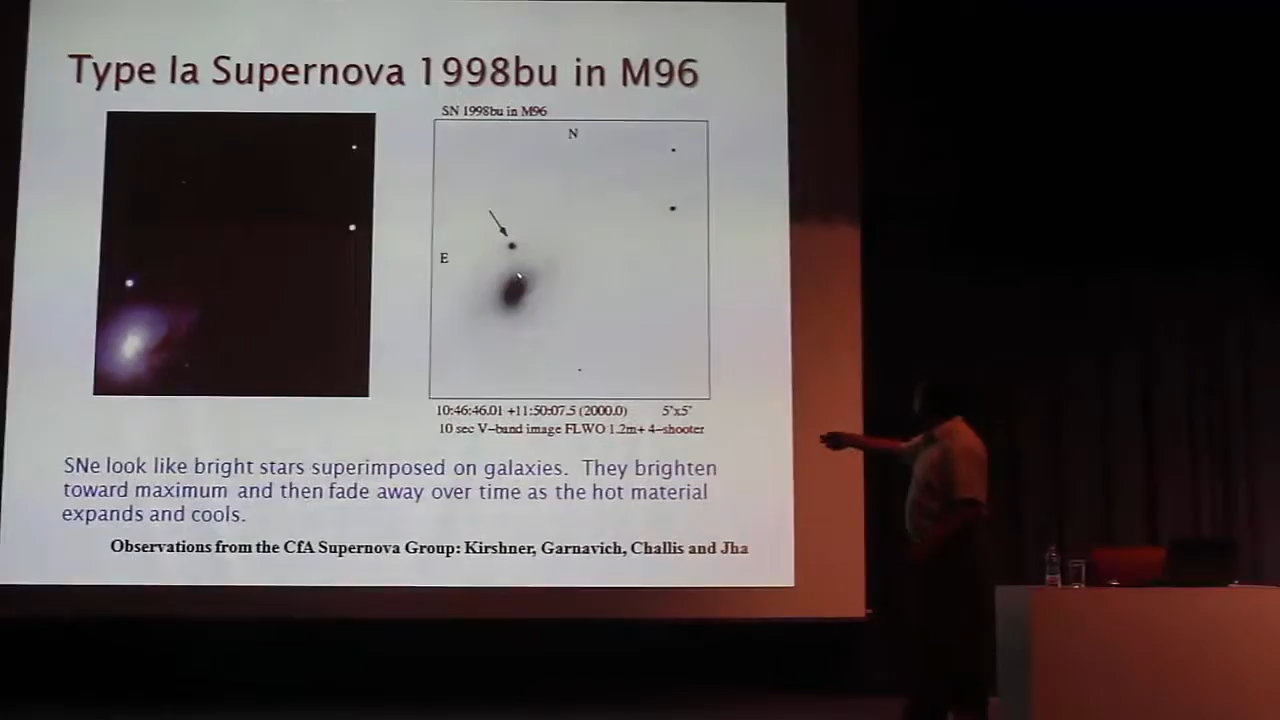 Type Ia Supernova 1998bu in M96
SN 1998bu in M96
N
E
10:46:46.01 +11:50:07.5 (2000.0) 5'x5'
10 sec V-band image FLWO 1.2m+ 4-shooter
SNe look like bright stars superimposed on galaxies. They brighten
toward maximum and then fade away over time as the hot material
expands and cools.
Observations from the CfA Supernova Group: Kirshner, Garnavich, Challis and Jha